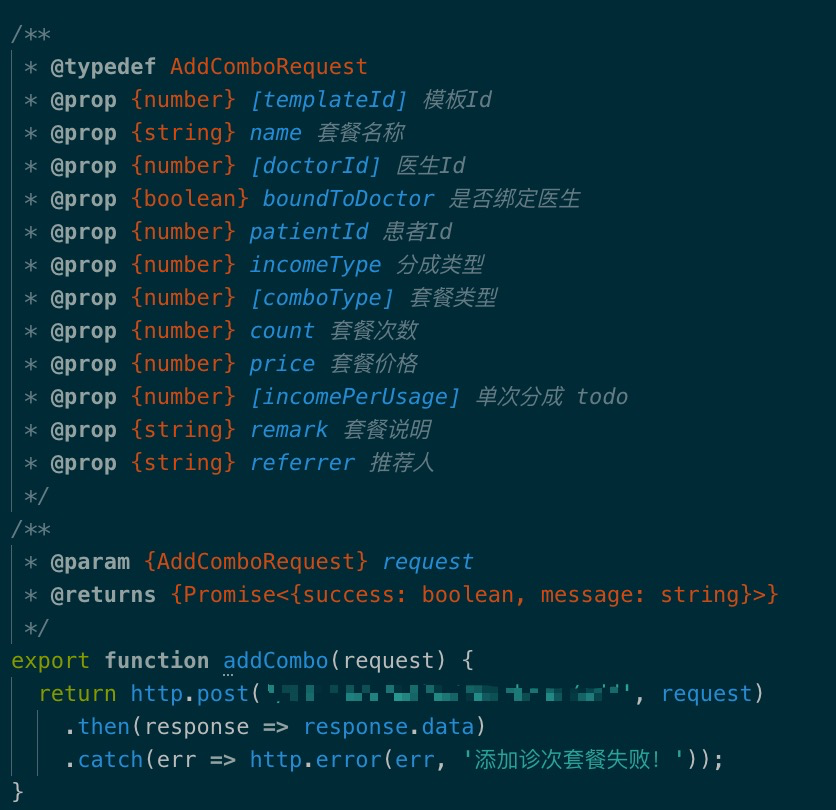 /**
 * @typedef AddComboRequest
 * @prop {number} [templateId] 模板Id
 * @prop {string} name 套餐名称
 * @prop {number} [doctorId] 医生Id
 * @prop {boolean} boundToDoctor 是否绑定医生
 * @prop {number} patientId 患者Id
 * @prop {number} incomeType 分成类型
 * @prop {number} [comboType] 套餐类型
 * @prop {number} count 套餐次数
 * @prop {number} price 套餐价格
 * @prop {number} [incomePerUsage] 单次分成 todo
 * @prop {string} remark 套餐说明
 * @prop {string} referrer 推荐人
 */
/**
 * @param {AddComboRequest} request
 * @returns {Promise<{success: boolean, message: string}>}
 */
export function addCombo(request) {
  return http.post('', request)
    .then(response => response.data)
    .catch(err => http.error(err, '添加诊次套餐失败! '));
}